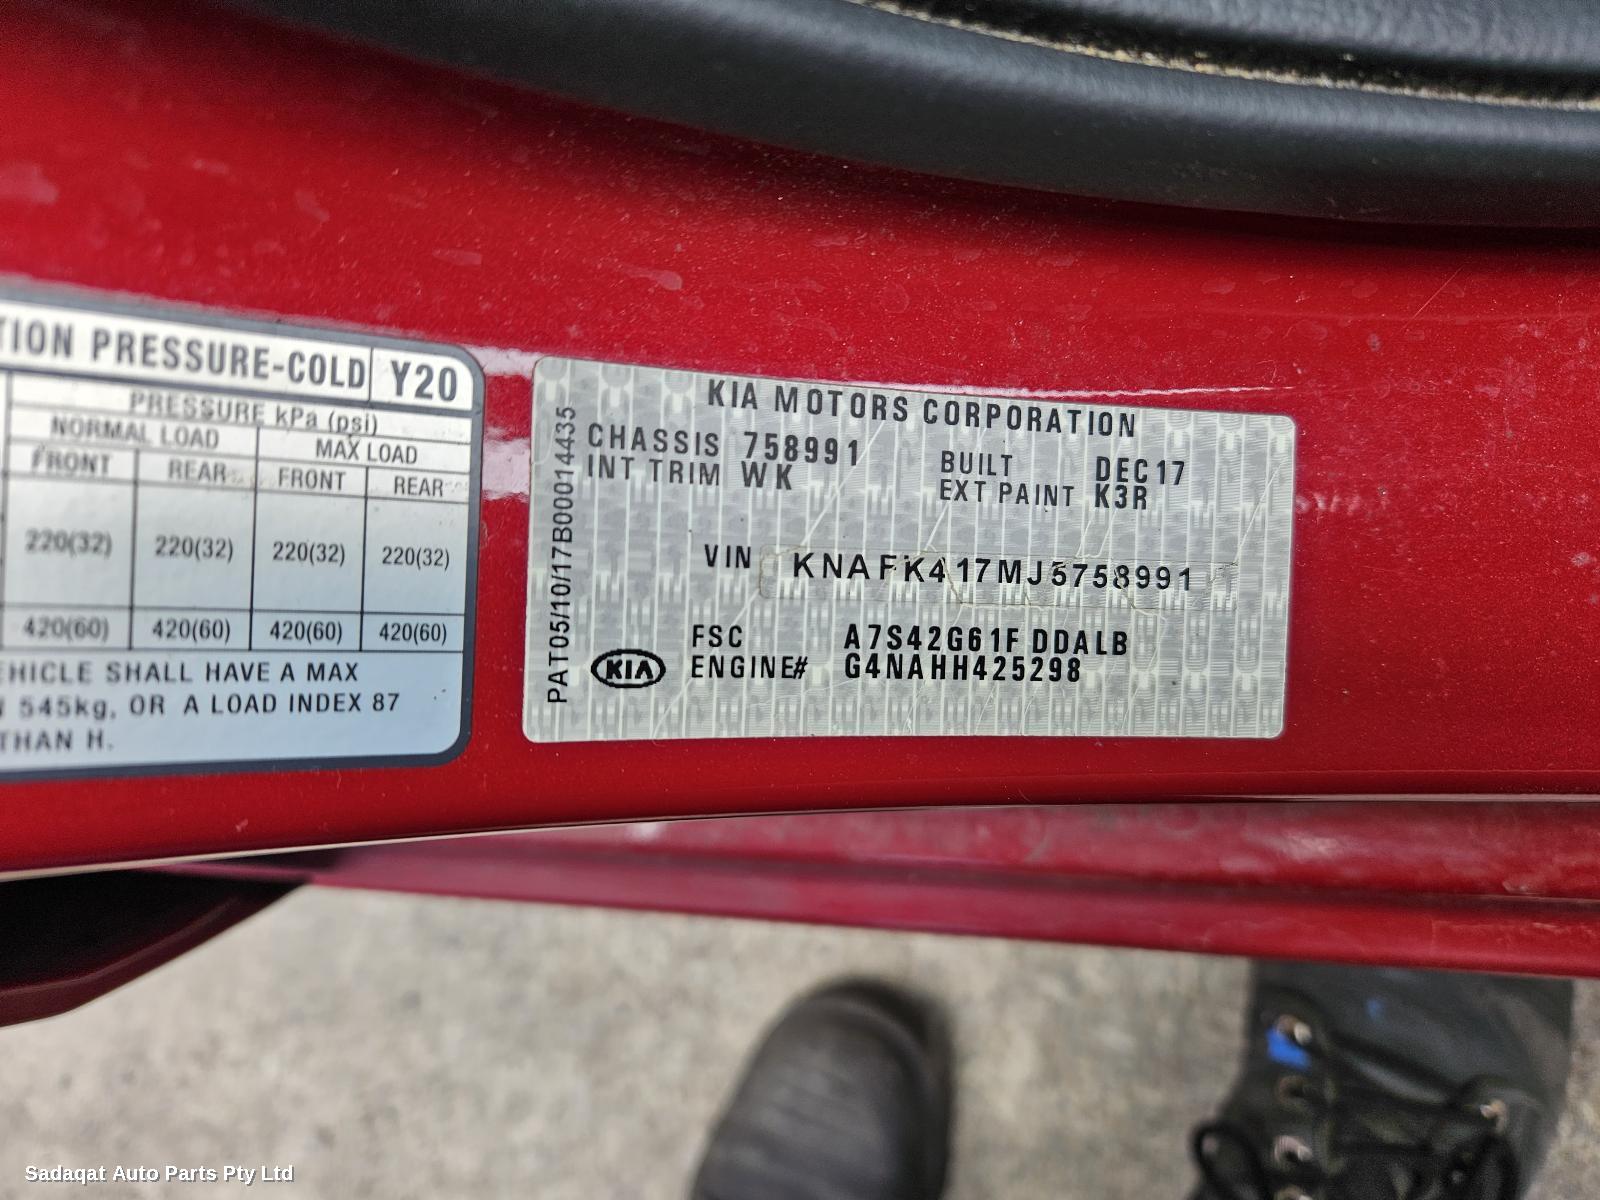 TION PRESSURE-COLD Y20
PRESSURE kPa (psi)
NORMAL LOAD MAX LOAD
FRONT REAR FRONT REAR
220(32) 220(32) 220(32) 220(32)
420(60) 420(60) 420(60) 420(60)
EHICLE SHALL HAVE A MAX
545kg, OR A LOAD INDEX 87
THAN H.
PAT05/10/17B00014435
KIA MOTORS CORPORATION
CHASSIS 758991
INT TRIM WK
BUILT DEC17
EXT PAINT K3R
VIN KNAFK417MJ5758991
FSC A7S42G61F DDALB
ENGINE# G4NAHH425298
KIA
Sadaqat Auto Parts Pty Ltd